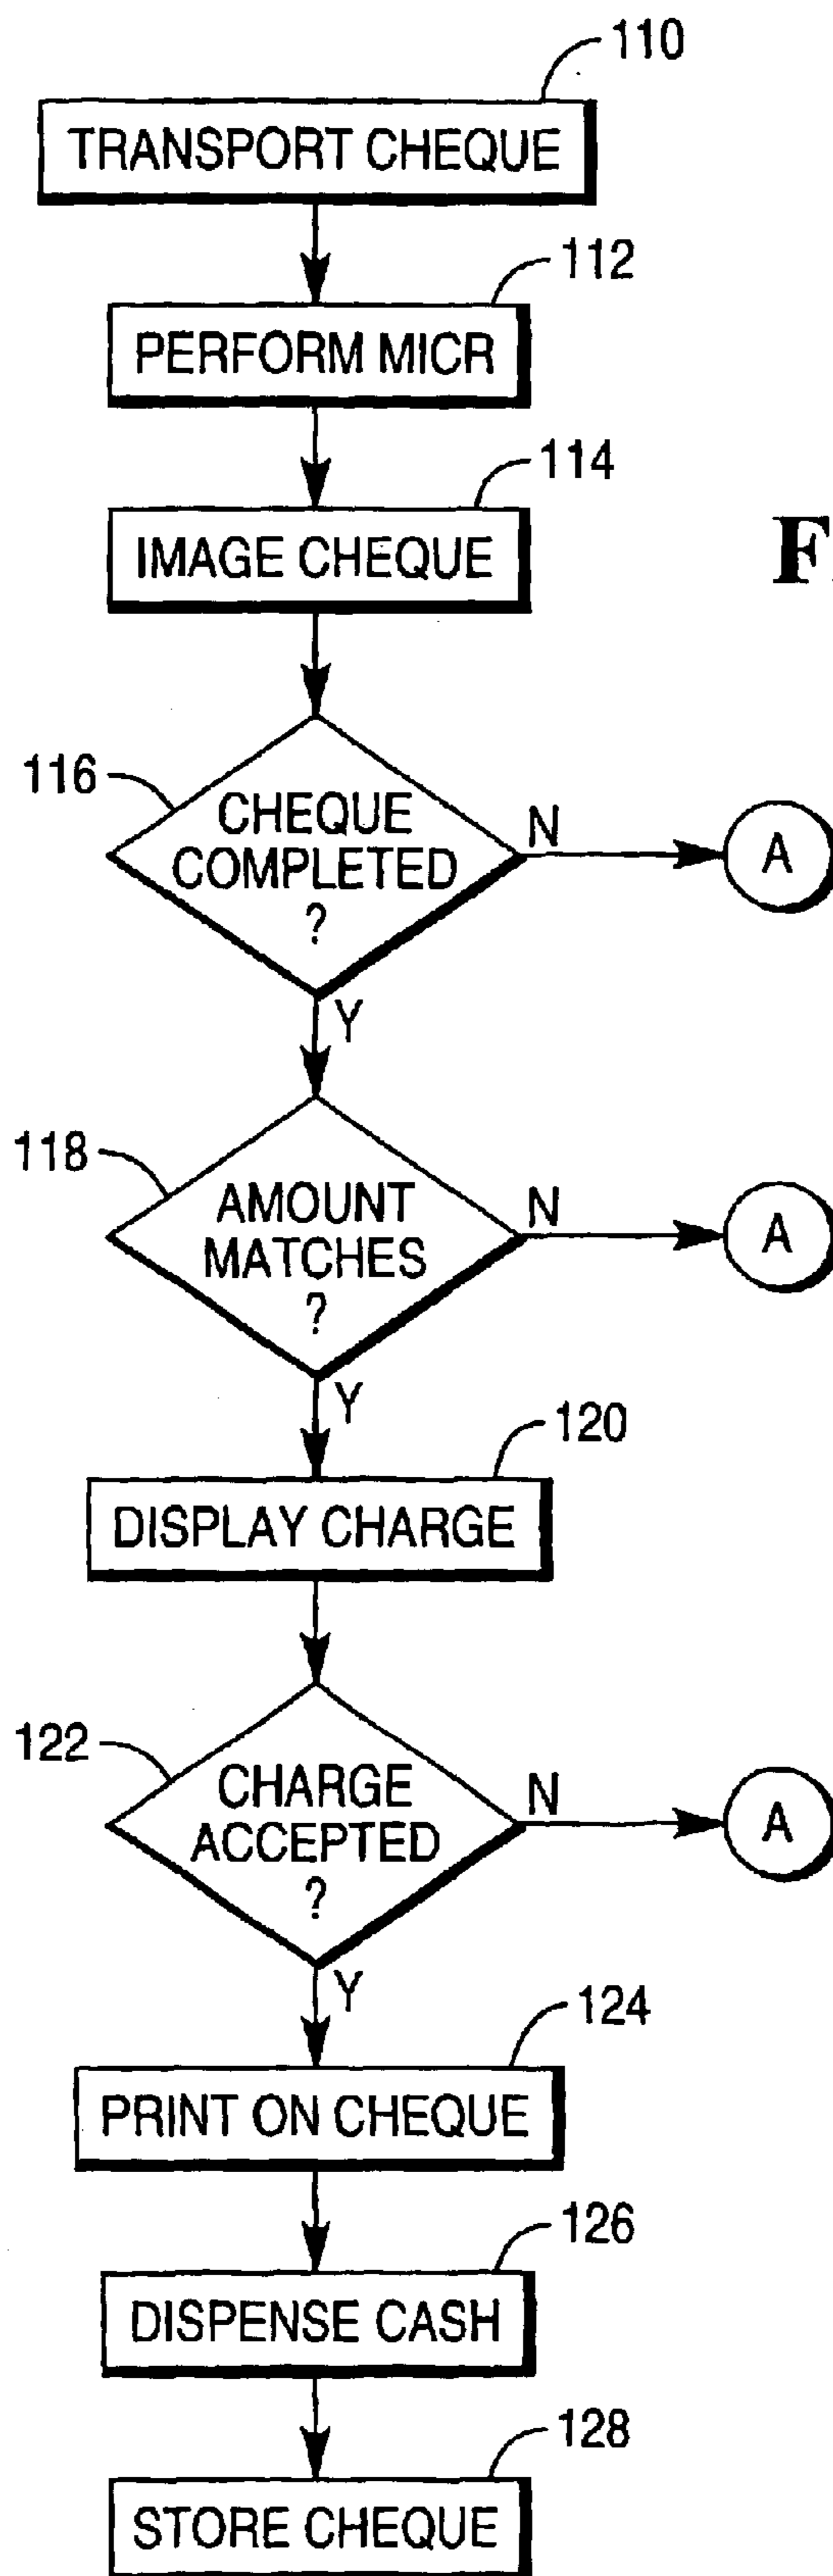 110
TRANSPORT CHEQUE
112
PERFORM MICR
114
IMAGE CHEQUE
F
116
CHEQUE
COMPLETED
?
N
A
Y
118
AMOUNT
MATCHES
?
N
A
Y
120
DISPLAY CHARGE
122
CHARGE
ACCEPTED
?
N
A
Y
124
PRINT ON CHEQUE
126
DISPENSE CASH
128
STORE CHEQUE